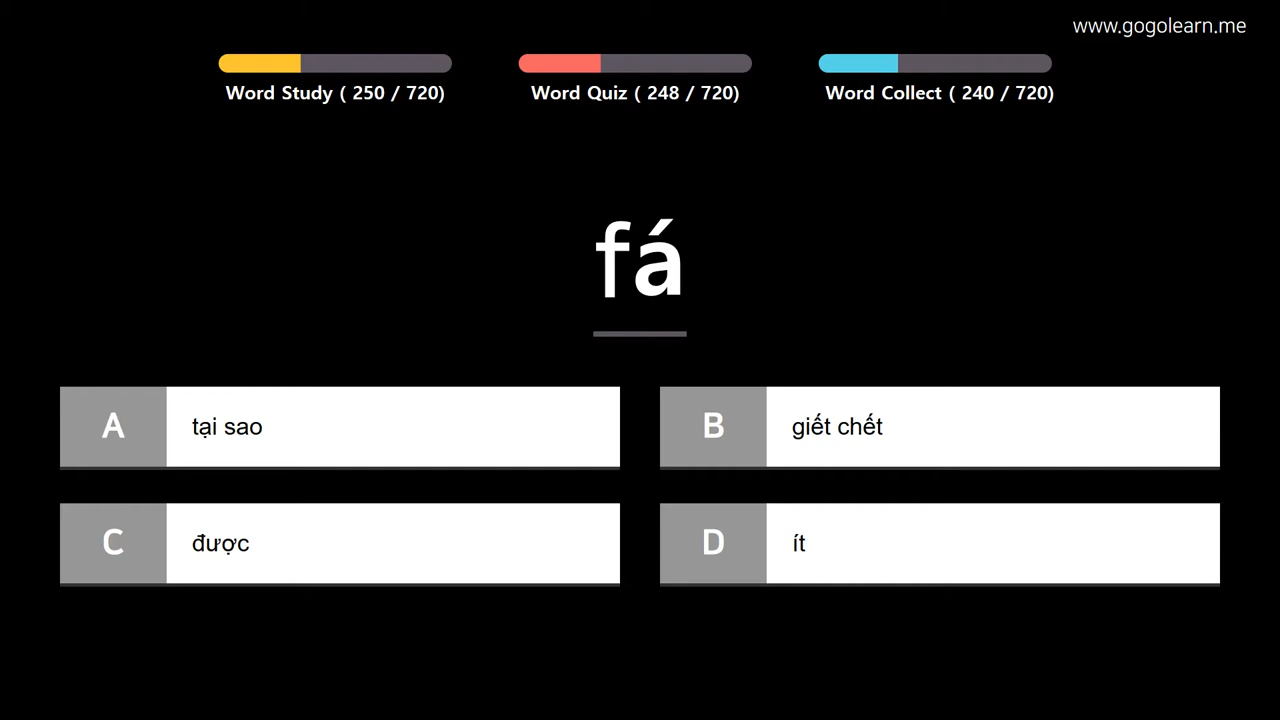 www.gogolearn.me
Word Study ( 250 / 720)
Word Quiz ( 248 / 720)
Word Collect ( 240 / 720)
fá
A tại sao
B giết chết
C được
D ít